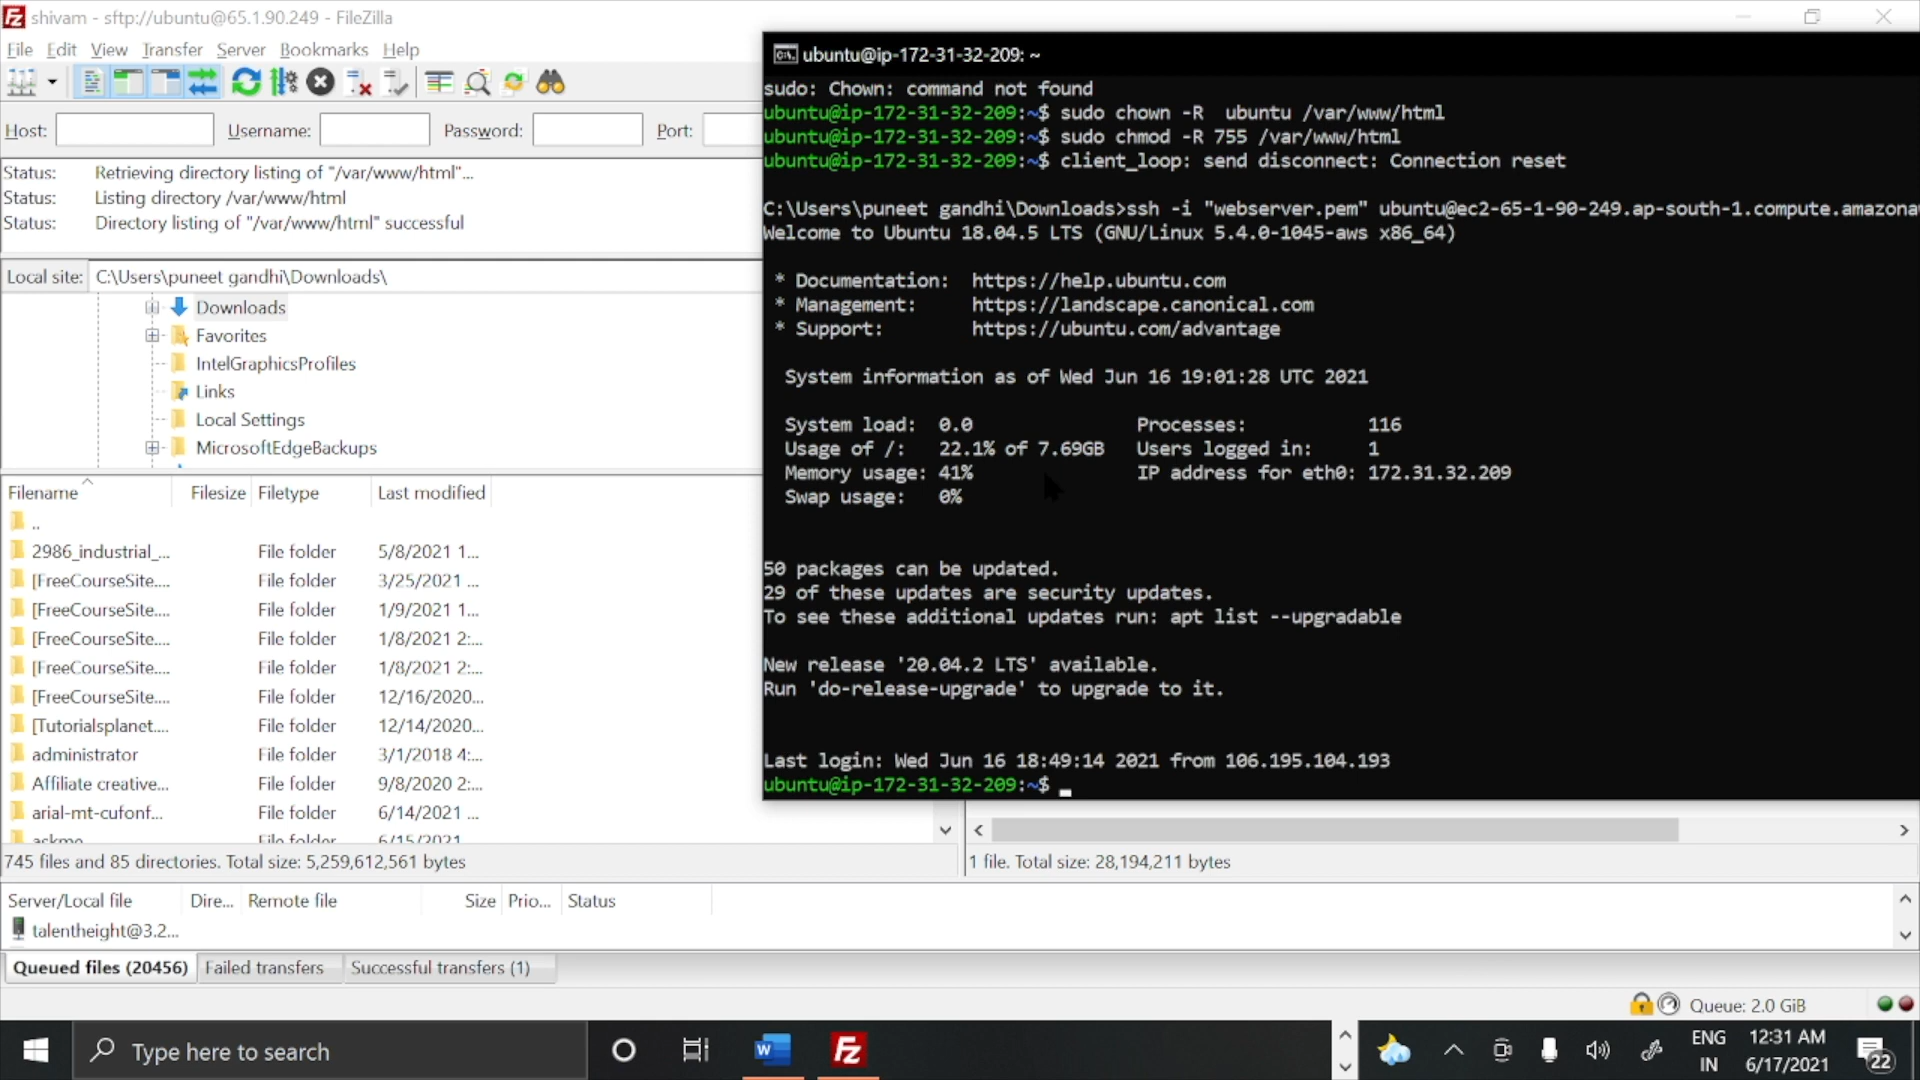 shivam - sftp://ubuntu@65.1.90.249 - FileZilla
File Edit View Transfer Server Bookmarks Help
Host: Username: Password: Port:
Status: Retrieving directory listing of "/var/www/html"...
Status: Listing directory /var/www/html
Status: Directory listing of "/var/www/html" successful
Local site: C:\Users\puneet gandhi\Downloads\
Downloads
Favorites
IntelGraphicsProfiles
Links
Local Settings
MicrosoftEdgeBackups
Filename Filesize Filetype Last modified
..
2986_industrial_... File folder 5/8/2021 1...
[FreeCourseSite.... File folder 3/25/2021 ...
[FreeCourseSite.... File folder 1/9/2021 1...
[FreeCourseSite.... File folder 1/8/2021 2:...
[FreeCourseSite.... File folder 1/8/2021 2:...
[FreeCourseSite.... File folder 12/16/2020...
[Tutorialsplanet.... File folder 12/14/2020...
administrator File folder 3/1/2018 4:...
Affiliate creative... File folder 9/8/2020 2:...
arial-mt-cufonf... File folder 6/14/2021 ...
askme File folder 6/15/2021
745 files and 85 directories. Total size: 5,259,612,561 bytes
ubuntu@ip-172-31-32-209: ~
sudo: Chown: command not found
ubuntu@ip-172-31-32-209:~$ sudo chown -R  ubuntu /var/www/html
ubuntu@ip-172-31-32-209:~$ sudo chmod -R 755 /var/www/html
ubuntu@ip-172-31-32-209:~$ client_loop: send disconnect: Connection reset
C:\Users\puneet gandhi\Downloads>ssh -i "webserver.pem" ubuntu@ec2-65-1-90-249.ap-south-1.compute.amazona
Welcome to Ubuntu 18.04.5 LTS (GNU/Linux 5.4.0-1045-aws x86_64)
* Documentation: https://help.ubuntu.com
* Management: https://landscape.canonical.com
* Support: https://ubuntu.com/advantage
System information as of Wed Jun 16 19:01:28 UTC 2021
System load: 0.0 Processes: 116
Usage of /: 22.1% of 7.69GB Users logged in: 1
Memory usage: 41% IP address for eth0: 172.31.32.209
Swap usage: 0%
50 packages can be updated.
29 of these updates are security updates.
To see these additional updates run: apt list --upgradable
New release '20.04.2 LTS' available.
Run 'do-release-upgrade' to upgrade to it.
Last login: Wed Jun 16 18:49:14 2021 from 106.195.104.193
ubuntu@ip-172-31-32-209:~$
1 file. Total size: 28,194,211 bytes
Server/Local file Dire... Remote file Size Prio... Status
talentheight@3.2...
Queued files (20456) Failed transfers Successful transfers (1)
Queue: 2.0 GiB
Type here to search
ENG 12:31 AM
IN 6/17/2021 22